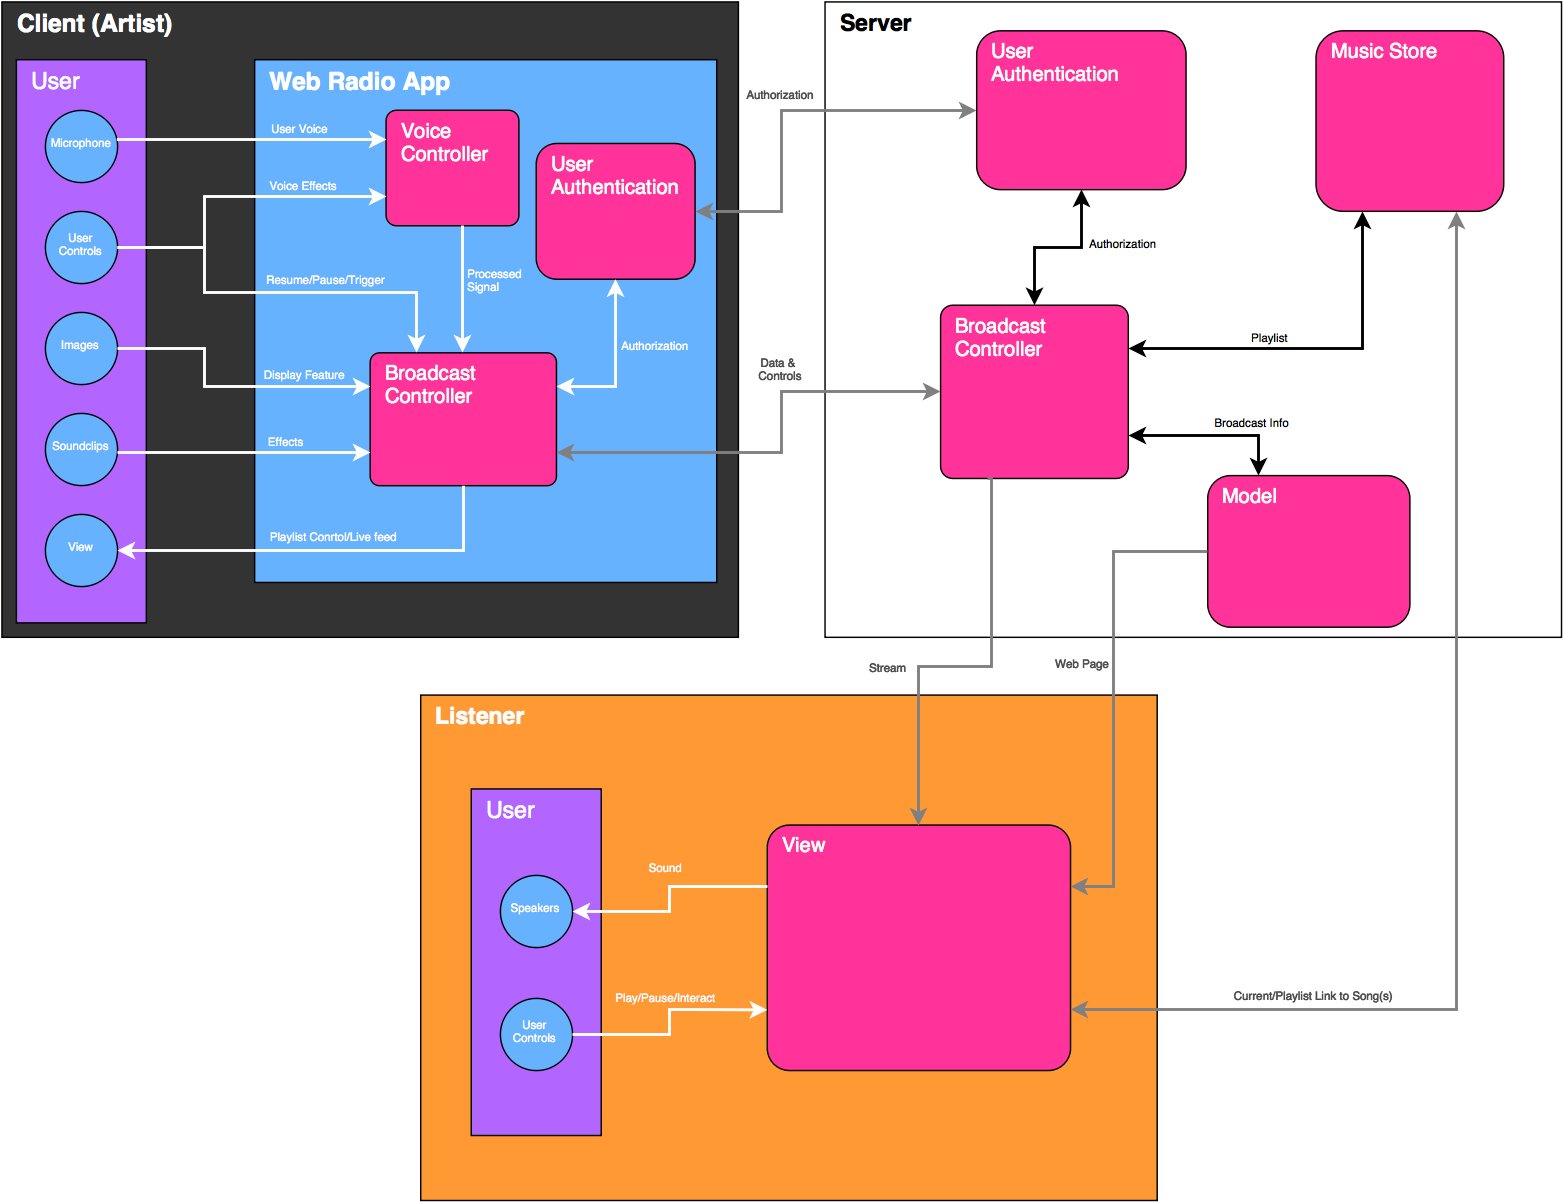 Client (Artist)
User
Microphone
User
Controls
Images
Soundclips
View
Web Radio App
User Voice
Voice Effects
Resume/Pause/Trigger
Display Feature
Effects
Playlist Conrtol/Live feed
Voice
Controller
User
Authentication
Processed
Signal
Authorization
Broadcast
Controller
Authorization
Data &
Controls
Server
User
Authentication
Music Store
Authorization
Broadcast
Controller
Playlist
Broadcast Info
Model
Stream
Web Page
Listener
User
Speakers
User
Controls
Sound
Play/Pause/Interact
View
Current/Playlist Link to Song(s)